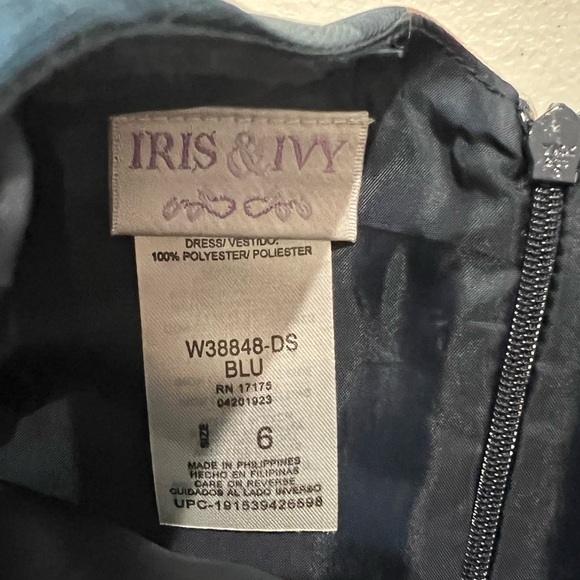 IRIS & IVY
DRESS/ VESTIDO:
100% POLYESTER/ POLIESTER
W38848-DS
BLU
RN 17175
04201923
SIZE 6
MADE IN PHILIPPINES
HECHO EN FILIPINAS
CARE OR REVERSE
CUIDADOS AL LADO INVERSO
UPC-191539426598